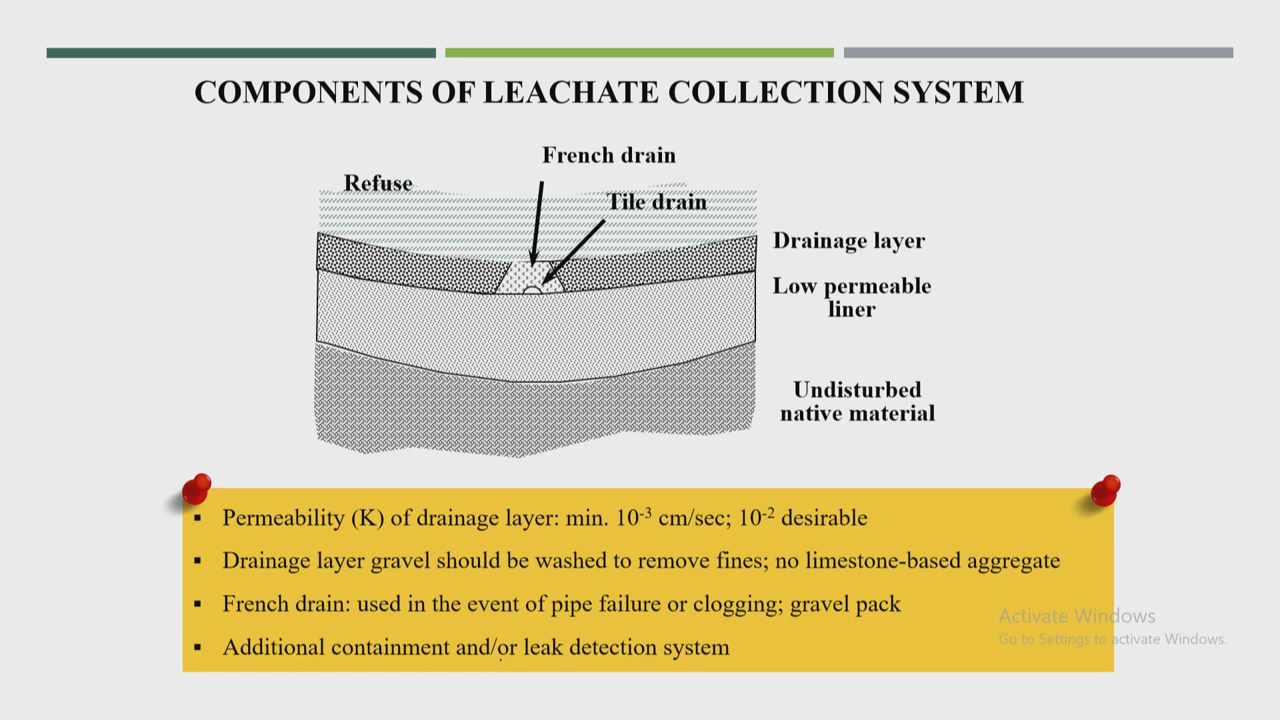 COMPONENTS OF LEACHATE COLLECTION SYSTEM
French drain
Refuse
Tile drain
Drainage layer
Low permeable
liner
Undisturbed
native material
▪ Permeability (K) of drainage layer: min. 10⁻³ cm/sec; 10⁻² desirable
▪ Drainage layer gravel should be washed to remove fines; no limestone-based aggregate
▪ French drain: used in the event of pipe failure or clogging; gravel pack
▪ Additional containment and/or leak detection system
Activate Windows
Go to Settings to activate Windows.